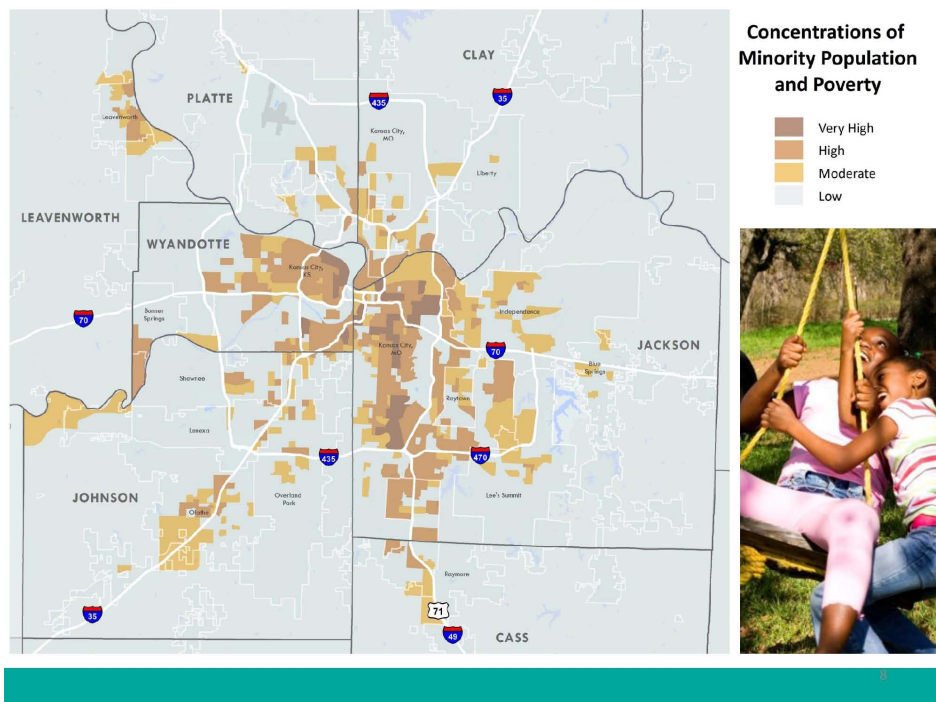 Concentrations of
Minority Population
and Poverty
Very High
High
Moderate
Low
CLAY
PLATTE
435
35
Kansas City,
MO
Leavenworth
Liberty
LEAVENWORTH
WYANDOTTE
Kansas City,
KS
70
Bonner
Springs
Independence
Kansas City,
MO
70
JACKSON
Blue
Springs
Shawnee
Raytown
Lenexa
435
470
JOHNSON
Overland
Park
Lee's Summit
Olathe
Raymore
35
71
49
CASS
8